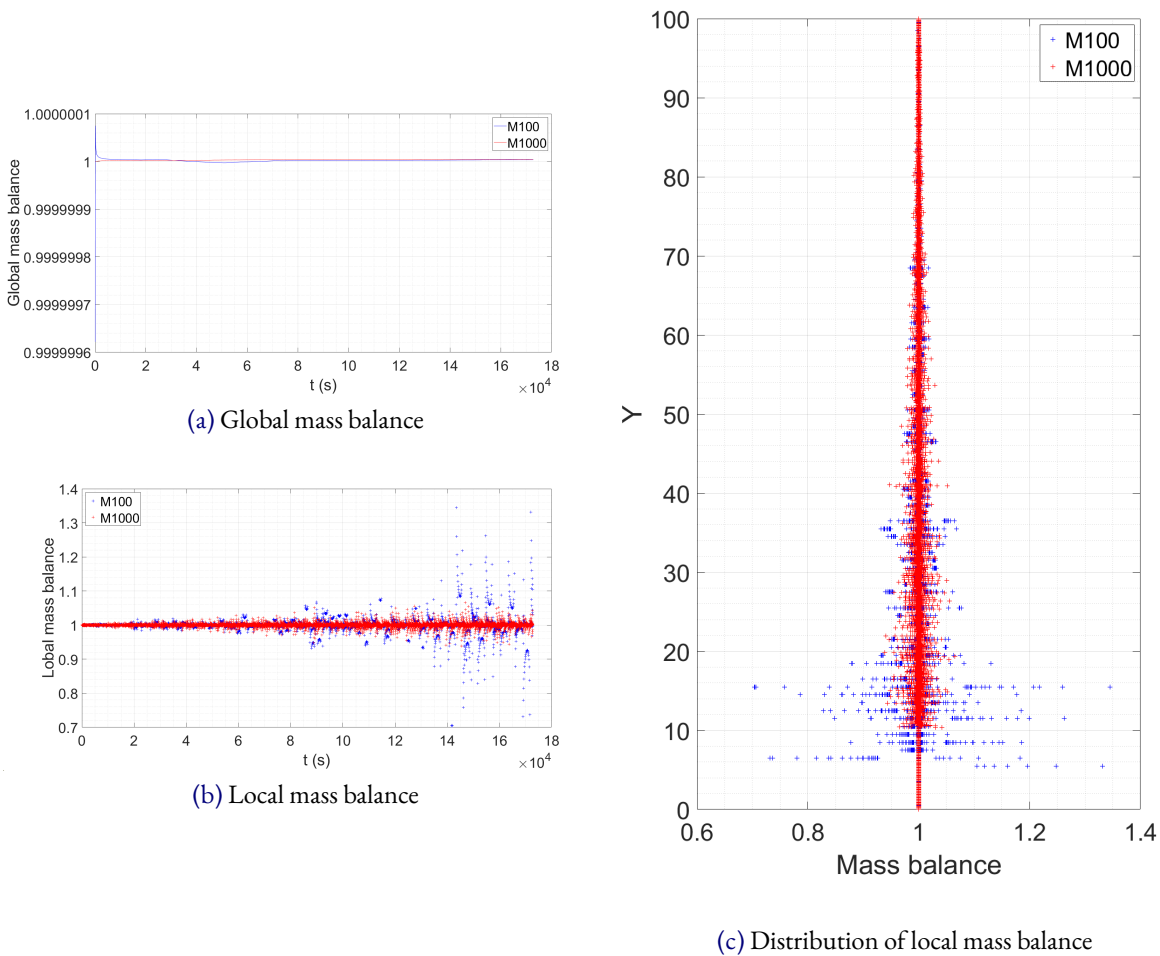 1.0000001
1
0.9999999
0.9999998
0.9999997
0.9999996
Global mass balance
M100
M1000
0 2 4 6 8 10 12 14 16 18
×10⁴
t (s)
(a) Global mass balance
1.4
1.3
1.2
1.1
1
0.9
0.8
0.7
Lobal mass balance
M100
M1000
0 2 4 6 8 10 12 14 16 18
×10⁴
t (s)
(b) Local mass balance
100
90
80
70
60
50
40
30
20
10
0
Y
M100
M1000
0.6 0.8 1 1.2 1.4
Mass balance
(c) Distribution of local mass balance